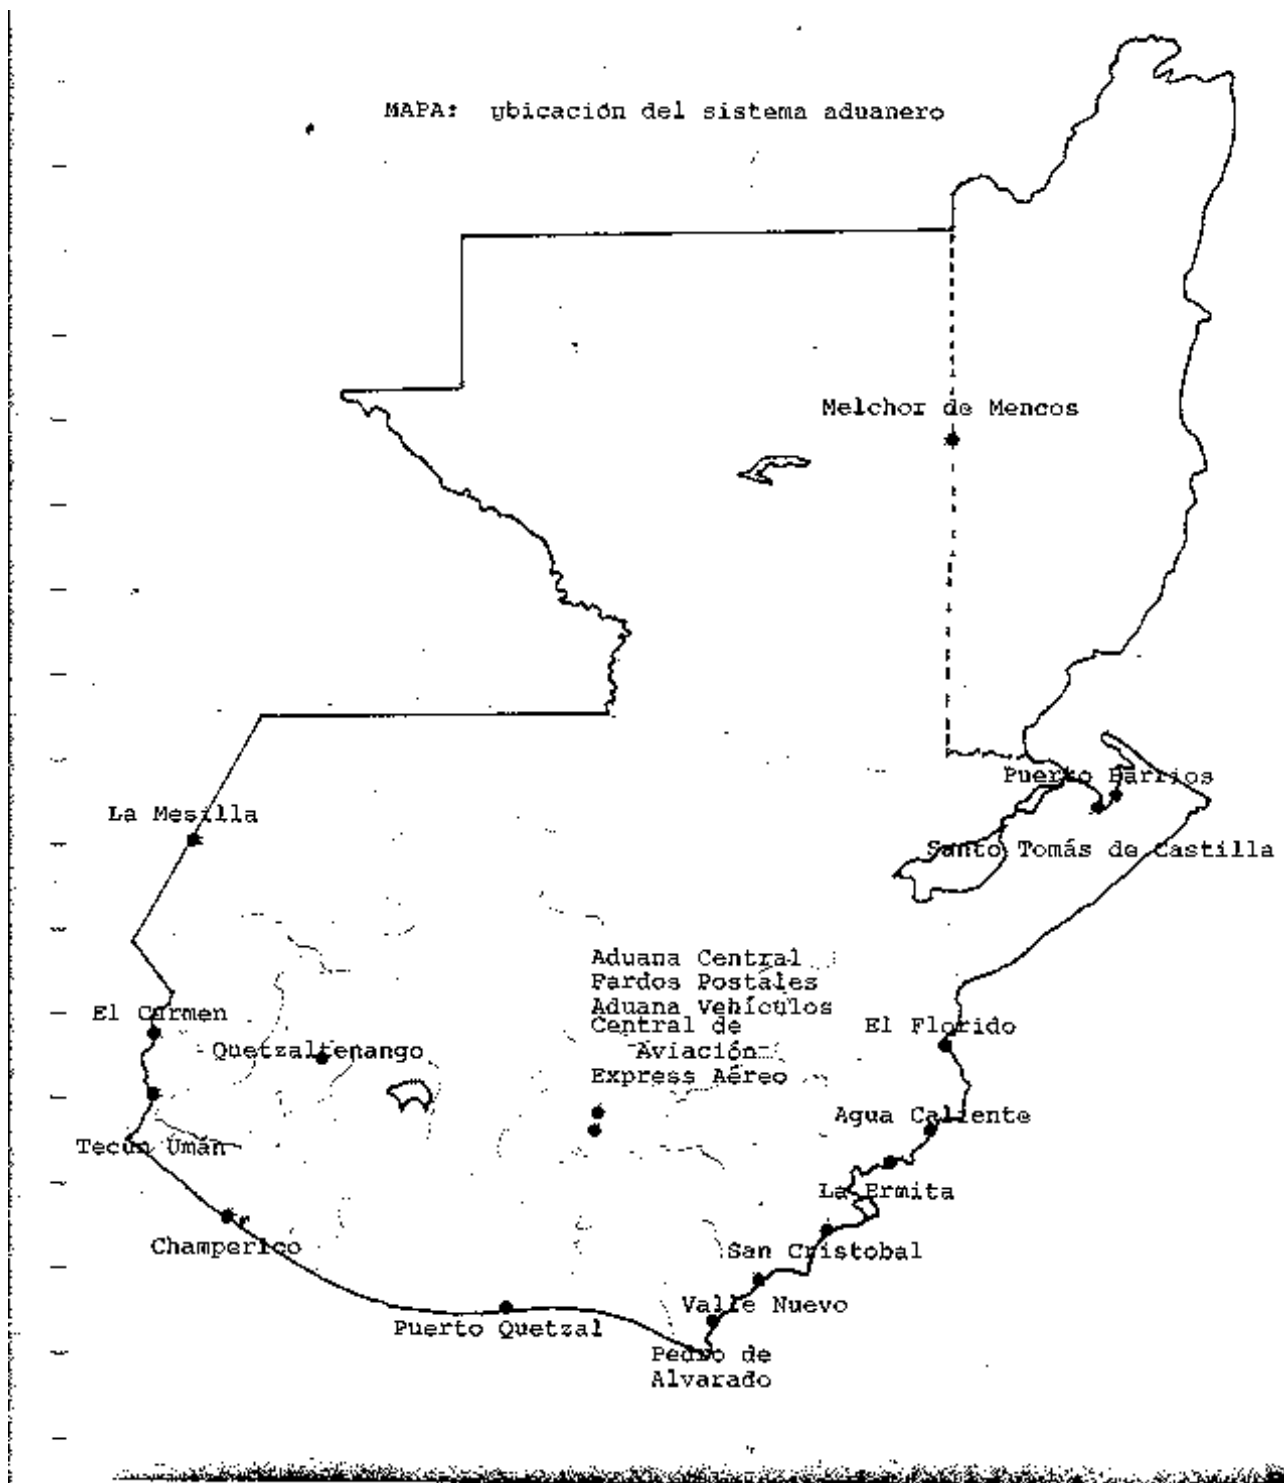 MAPA: ubicación del sistema aduanero
Melchor de Mencos
Puerto Barrios
La Mesilla
Santo Tomás de Castilla
Aduana Central
Fardos Postales
Aduana Vehículos
Central de
Aviación
Express Aéreo
El Carmen
El Florido
Quetzaltenango
Agua Caliente
Tecún Umán
La Ermita
Champerico
San Cristobal
Valle Nuevo
Puerto Quetzal
Pedro de
Alvarado